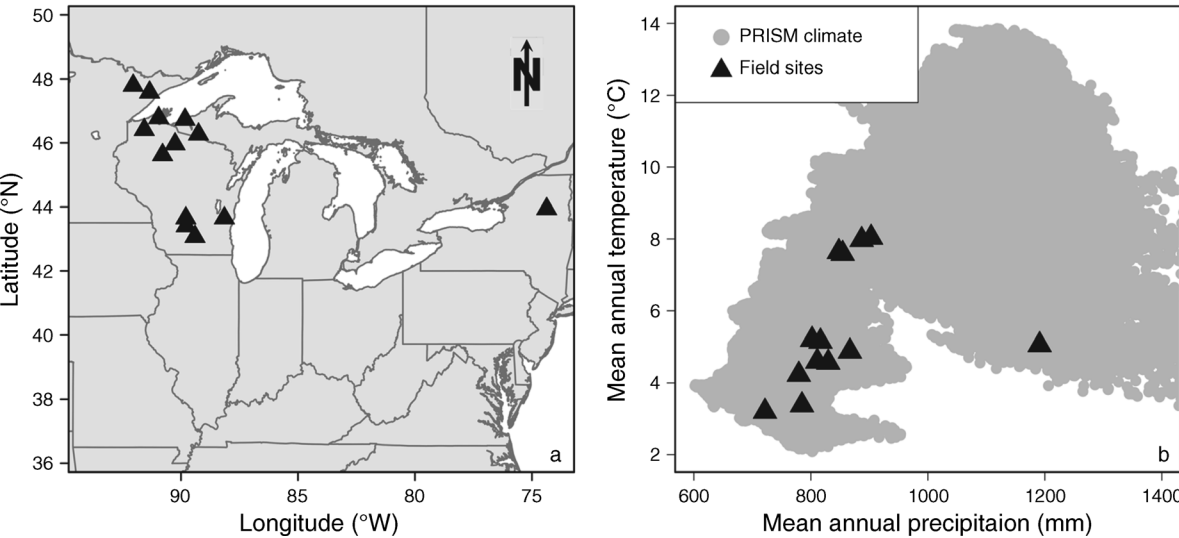 50
48
46
44
42
40
38
36
Latitude (°N)
N
a
90
85
80
75
Longitude (°W)
14
12
10
8
6
4
2
Mean annual temperature (°C)
PRISM climate
Field sites
b
600
800
1000
1200
1400
Mean annual precipitaion (mm)